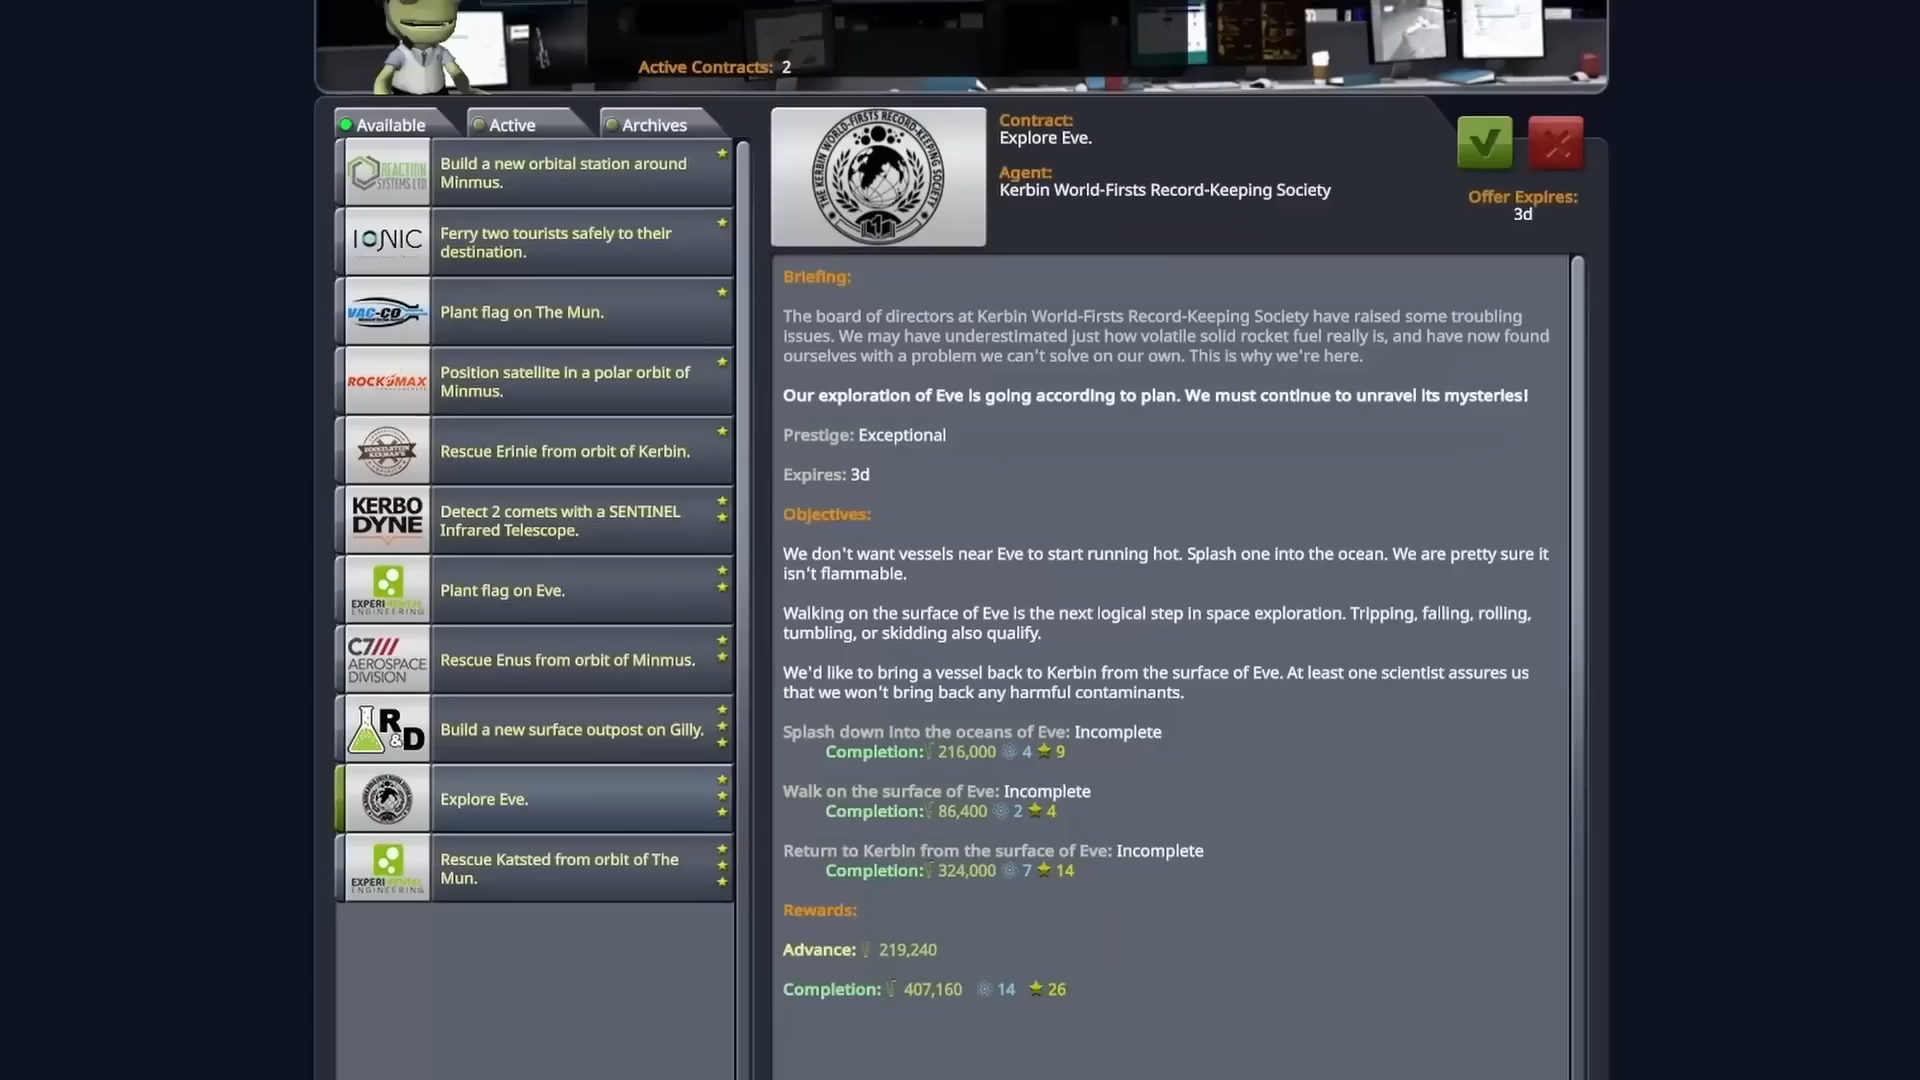 Active Contracts: 2
Available
Active
Archives
REACTION
SYSTEMS LTD
Build a new orbital station around
Minmus.
IONIC
Ferry two tourists safely to their
destination.
VAC-CO
Plant flag on The Mun.
ROCKOMAX
Position satellite in a polar orbit of
Minmus.
Rescue Erinie from orbit of Kerbin.
KERBO
DYNE
Detect 2 comets with a SENTINEL
Infrared Telescope.
EXPERIMENTAL
ENGINEERING
Plant flag on Eve.
C7///
AEROSPACE
DIVISION
Rescue Enus from orbit of Minmus.
R&D
Build a new surface outpost on Gilly.
Explore Eve.
EXPERIMENTAL
ENGINEERING
Rescue Katsted from orbit of The
Mun.
THE KERBIN WORLD-FIRSTS RECORD-KEEPING SOCIETY
1
Contract:
Explore Eve.
Agent:
Kerbin World-Firsts Record-Keeping Society
Offer Expires:
3d
Briefing:
The board of directors at Kerbin World-Firsts Record-Keeping Society have raised some troubling
issues. We may have underestimated just how volatile solid rocket fuel really is, and have now found
ourselves with a problem we can't solve on our own. This is why we're here.
Our exploration of Eve is going according to plan. We must continue to unravel its mysteries!
Prestige: Exceptional
Expires: 3d
Objectives:
We don't want vessels near Eve to start running hot. Splash one into the ocean. We are pretty sure it
isn't flammable.
Walking on the surface of Eve is the next logical step in space exploration. Tripping, falling, rolling,
tumbling, or skidding also qualify.
We'd like to bring a vessel back to Kerbin from the surface of Eve. At least one scientist assures us
that we won't bring back any harmful contaminants.
Splash down into the oceans of Eve: Incomplete
Completion: 216,000 4 9
Walk on the surface of Eve: Incomplete
Completion: 86,400 2 4
Return to Kerbin from the surface of Eve: Incomplete
Completion: 324,000 7 14
Rewards:
Advance: 219,240
Completion: 407,160 14 26